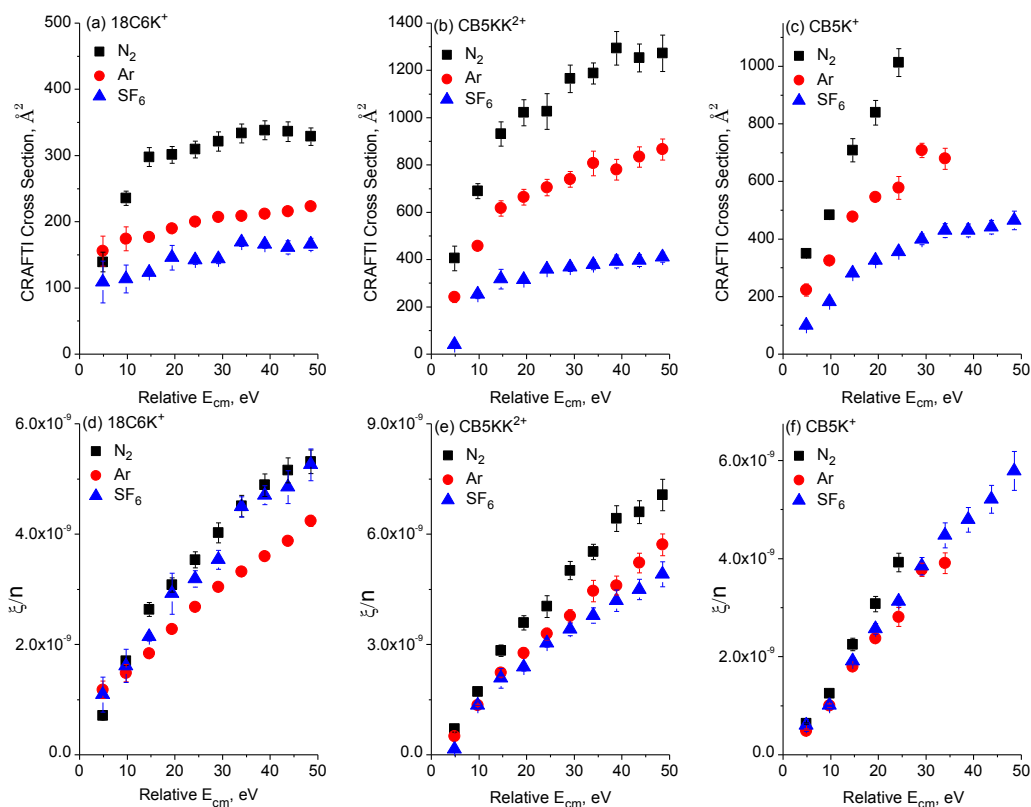 (a) 18C6K⁺
N₂
Ar
SF₆
500
400
300
200
100
0
CRAFTI Cross Section, Å²
0 10 20 30 40 50
Relative E_cm, eV
(b) CB5KK²⁺
N₂
Ar
SF₆
1400
1200
1000
800
600
400
200
0
CRAFTI Cross Section, Å²
0 10 20 30 40 50
Relative E_cm, eV
(c) CB5K⁺
N₂
Ar
SF₆
1000
800
600
400
200
0
CRAFTI Cross Section, Å²
0 10 20 30 40 50
Relative E_cm, eV
(d) 18C6K⁺
N₂
Ar
SF₆
6.0x10⁻⁹
4.0x10⁻⁹
2.0x10⁻⁹
0.0
ξ/n
0 10 20 30 40 50
Relative E_cm, eV
(e) CB5KK²⁺
N₂
Ar
SF₆
9.0x10⁻⁹
6.0x10⁻⁹
3.0x10⁻⁹
0.0
ξ/n
0 10 20 30 40 50
Relative E_cm, eV
(f) CB5K⁺
N₂
Ar
SF₆
6.0x10⁻⁹
4.0x10⁻⁹
2.0x10⁻⁹
0.0
ξ/n
0 10 20 30 40 50
Relative E_cm, eV